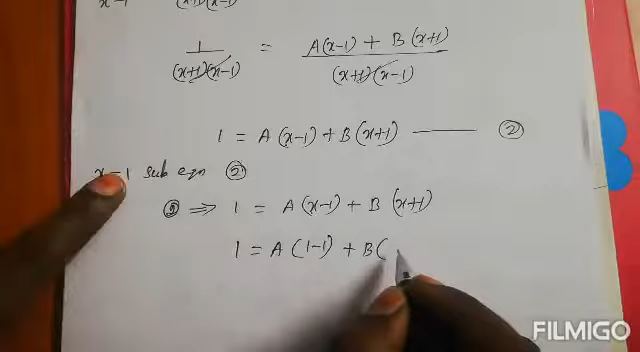 1 / (x+1)(x-1) = A(x-1) + B(x+1) / (x+1)(x-1)
1 = A(x-1) + B(x+1) —— ②
sub eqn ②
② ⇒ 1 = A(x-1) + B(x+1)
1 = A(1-1) + B(
FILMIGO